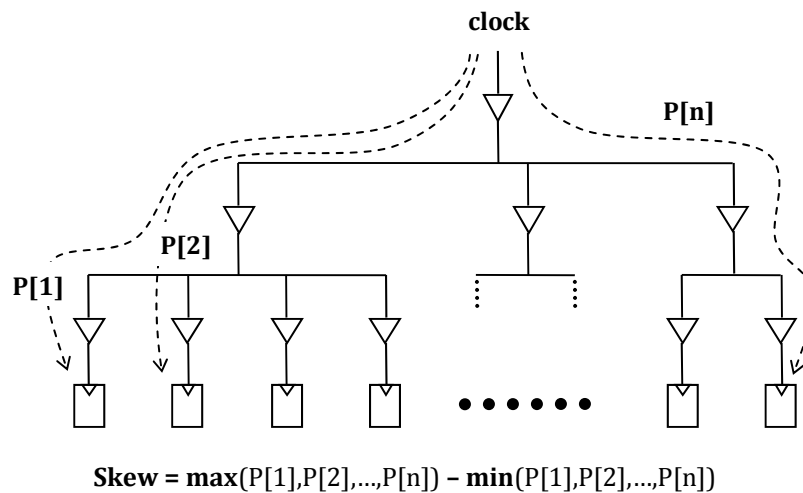 clock
P[n]
P[2]
P[1]
Skew = max(P[1],P[2],...,P[n]) – min(P[1],P[2],...,P[n])